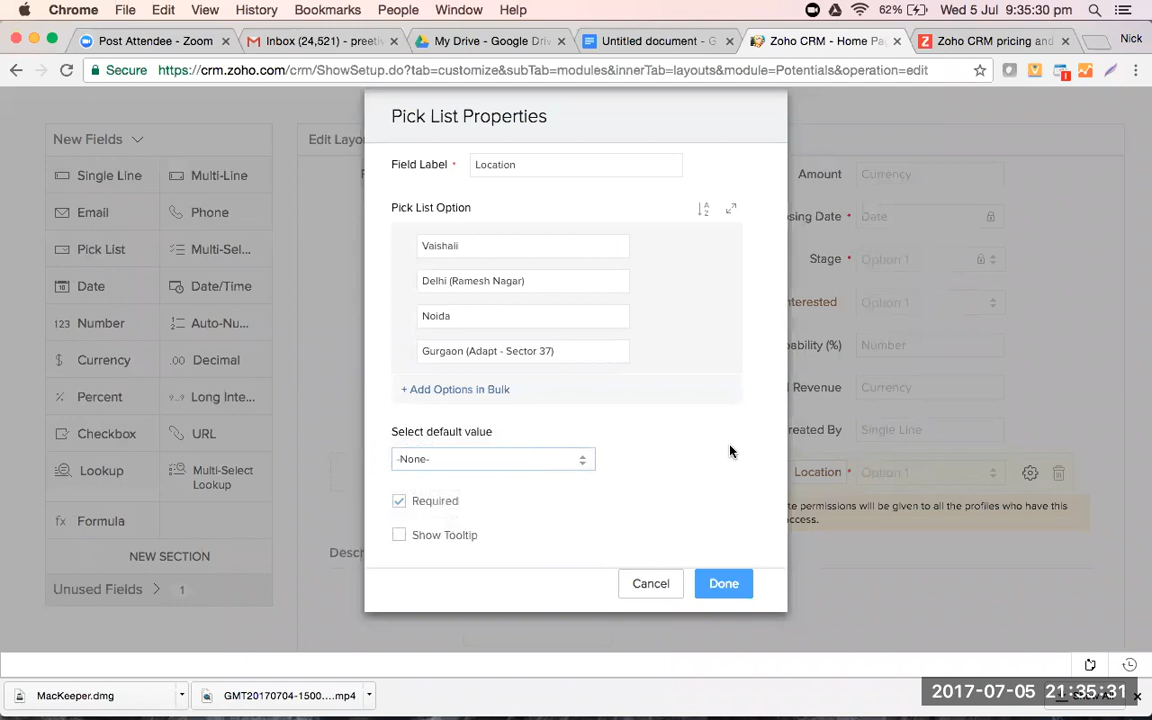 Chrome File Edit View History Bookmarks People Window Help 62% Wed 5 Jul 9:35:30 pm
Post Attendee - Zoom Inbox (24,521) - preetiv My Drive - Google Driv Untitled document - G Zoho CRM - Home Pag Zoho CRM pricing and Nick
Secure https://crm.zoho.com/crm/ShowSetup.do?tab=customize&subTab=modules&innerTab=layouts&module=Potentials&operation=edit
New Fields
Single Line Multi-Line
Email Phone
Pick List Multi-Sel...
Date Date/Time
123 Number Auto-Nu...
Currency .00 Decimal
% Percent Long Inte...
Checkbox URL
Lookup Multi-Select
Lookup
fx Formula
NEW SECTION
Unused Fields 1
Edit Layou
Descr
Pick List Properties
Field Label * Location
Pick List Option
Vaishali
Delhi (Ramesh Nagar)
Noida
Gurgaon (Adapt - Sector 37)
+ Add Options in Bulk
Select default value
-None-
Required
Show Tooltip
Cancel Done
Amount Currency
sing Date * Date
Stage * Option 1
nterested Option 1
bability (%) Number
d Revenue Currency
Created By Single Line
Location Option 1
te permissions will be given to all the profiles who have this
ccess.
MacKeeper.dmg GMT20170704-1500....mp4
2017-07-05 21:35:31